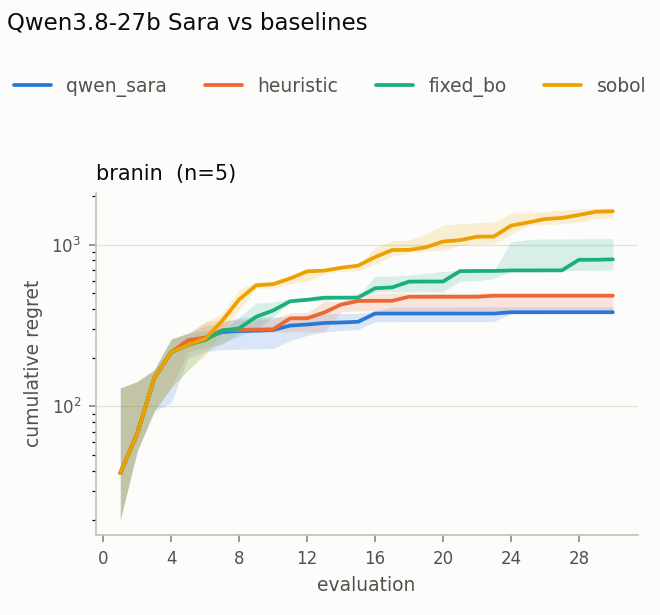 Qwen3.8-27b Sara vs baselines
qwen_sara heuristic fixed_bo sobol
branin (n=5)
10³
10²
cumulative regret
0 4 8 12 16 20 24 28
evaluation